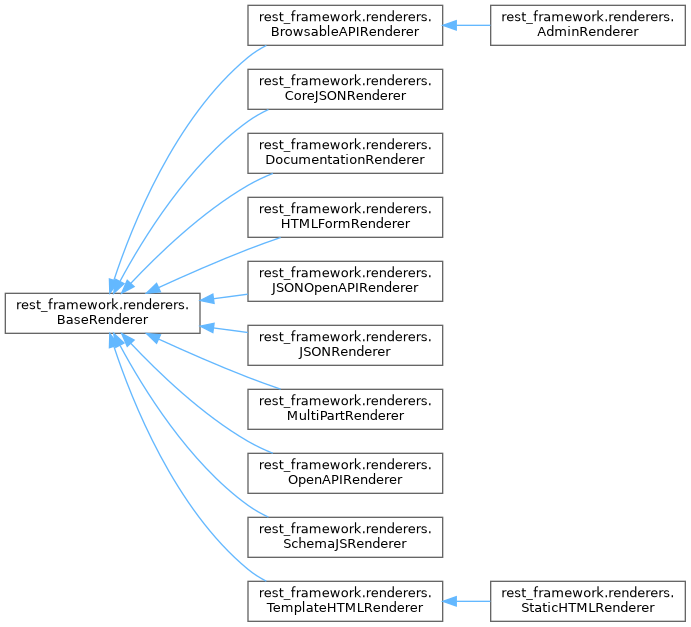 rest_framework.renderers.
BrowsableAPIRenderer
rest_framework.renderers.
AdminRenderer
rest_framework.renderers.
CoreJSONRenderer
rest_framework.renderers.
DocumentationRenderer
rest_framework.renderers.
HTMLFormRenderer
rest_framework.renderers.
JSONOpenAPIRenderer
rest_framework.renderers.
BaseRenderer
rest_framework.renderers.
JSONRenderer
rest_framework.renderers.
MultiPartRenderer
rest_framework.renderers.
OpenAPIRenderer
rest_framework.renderers.
SchemaJSRenderer
rest_framework.renderers.
TemplateHTMLRenderer
rest_framework.renderers.
StaticHTMLRenderer